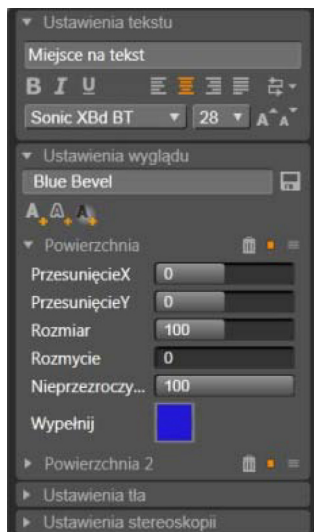 Ustawienia tekstu
Miejsce na tekst
B I U
Sonic XBd BT 28 A A
Ustawienia wyglądu
Blue Bevel
A A A
Powierzchnia
PrzesunięcieX 0
PrzesunięcieY 0
Rozmiar 100
Rozmycie 0
Nieprzezroczy... 100
Wypełnij
Powierzchnia 2
Ustawienia tła
Ustawienia stereoskopii